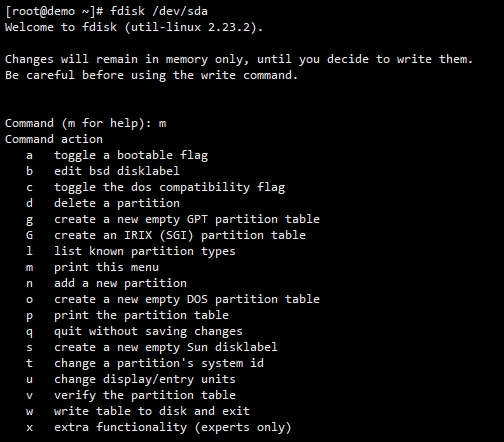 [root@demo ~]# fdisk /dev/sda
Welcome to fdisk (util-linux 2.23.2).

Changes will remain in memory only, until you decide to write them.
Be careful before using the write command.


Command (m for help): m
Command action
   a   toggle a bootable flag
   b   edit bsd disklabel
   c   toggle the dos compatibility flag
   d   delete a partition
   g   create a new empty GPT partition table
   G   create an IRIX (SGI) partition table
   l   list known partition types
   m   print this menu
   n   add a new partition
   o   create a new empty DOS partition table
   p   print the partition table
   q   quit without saving changes
   s   create a new empty Sun disklabel
   t   change a partition's system id
   u   change display/entry units
   v   verify the partition table
   w   write table to disk and exit
   x   extra functionality (experts only)